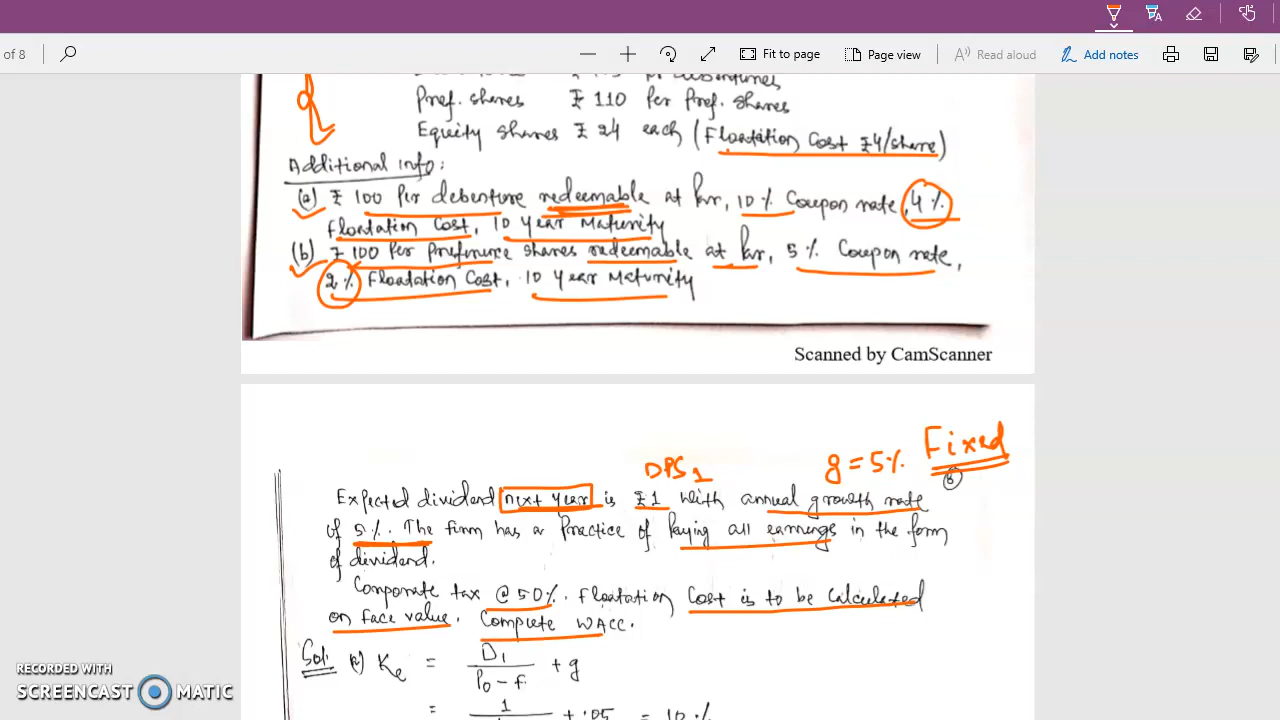 of 8
Fit to page
Page view
Read aloud
Add notes
Pref. shares ₹ 110 Per Pref. shares
Equity shares ₹ 24 each (Floatation Cost ₹4/share)
Additional info:
(a) ₹ 100 Per debenture redeemable at par, 10% Coupon rate, 4%
floatation Cost, 10 year Maturity
(b) ₹ 100 Per Preference shares redeemable at par, 5% Coupon rate,
2% Floatation Cost, 10 year Maturity
Scanned by CamScanner
g = 5% Fixed
DPS1
Expected dividend next year is ₹1 with annual growth rate
of 5%. The firm has a Practice of Paying all earnings in the form
of dividend.
Corporate tax @ 50%. Floatation Cost is to be calculated
on face value. Compute WACC.
Sol. Ke = D1
P0 - f + g
= 1
+ .05 = 10%
RECORDED WITH
SCREENCAST MATIC